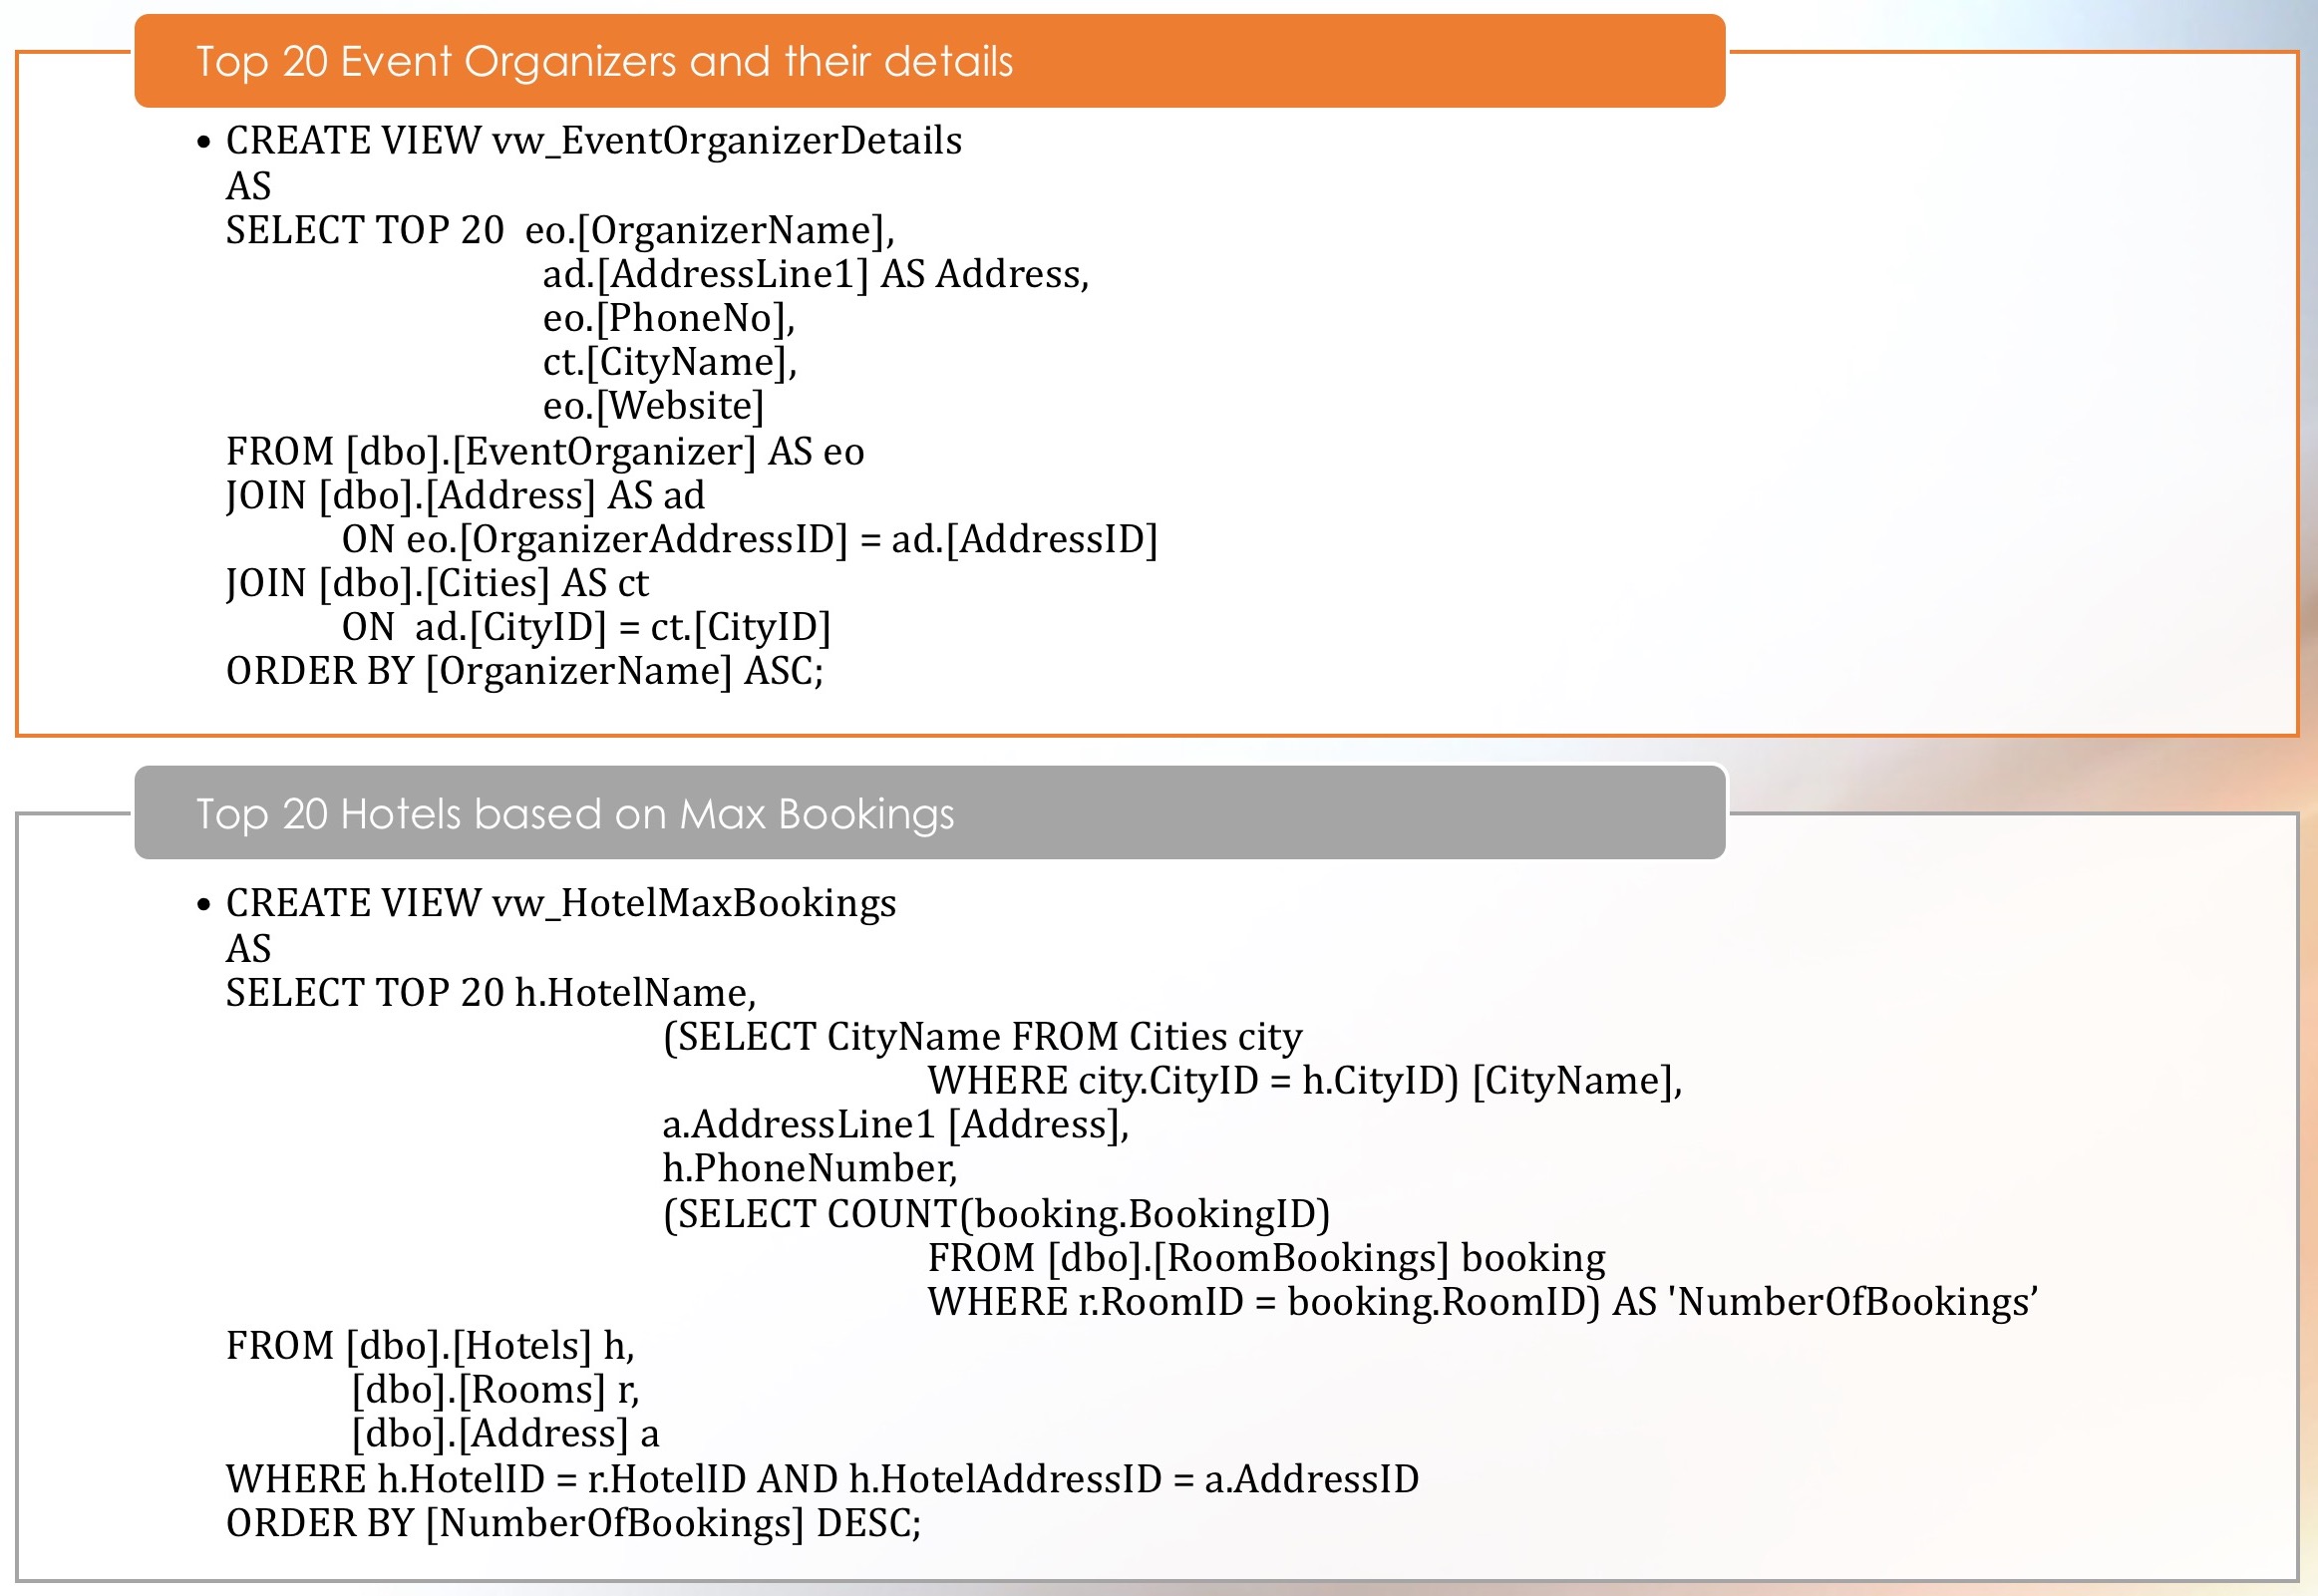 Top 20 Event Organizers and their details
• CREATE VIEW vw_EventOrganizerDetails
AS
SELECT TOP 20  eo.[OrganizerName],
ad.[AddressLine1] AS Address,
eo.[PhoneNo],
ct.[CityName],
eo.[Website]
FROM [dbo].[EventOrganizer] AS eo
JOIN [dbo].[Address] AS ad
ON eo.[OrganizerAddressID] = ad.[AddressID]
JOIN [dbo].[Cities] AS ct
ON  ad.[CityID] = ct.[CityID]
ORDER BY [OrganizerName] ASC;
Top 20 Hotels based on Max Bookings
• CREATE VIEW vw_HotelMaxBookings
AS
SELECT TOP 20 h.HotelName,
(SELECT CityName FROM Cities city
WHERE city.CityID = h.CityID) [CityName],
a.AddressLine1 [Address],
h.PhoneNumber,
(SELECT COUNT(booking.BookingID)
FROM [dbo].[RoomBookings] booking
WHERE r.RoomID = booking.RoomID) AS 'NumberOfBookings’
FROM [dbo].[Hotels] h,
[dbo].[Rooms] r,
[dbo].[Address] a
WHERE h.HotelID = r.HotelID AND h.HotelAddressID = a.AddressID
ORDER BY [NumberOfBookings] DESC;